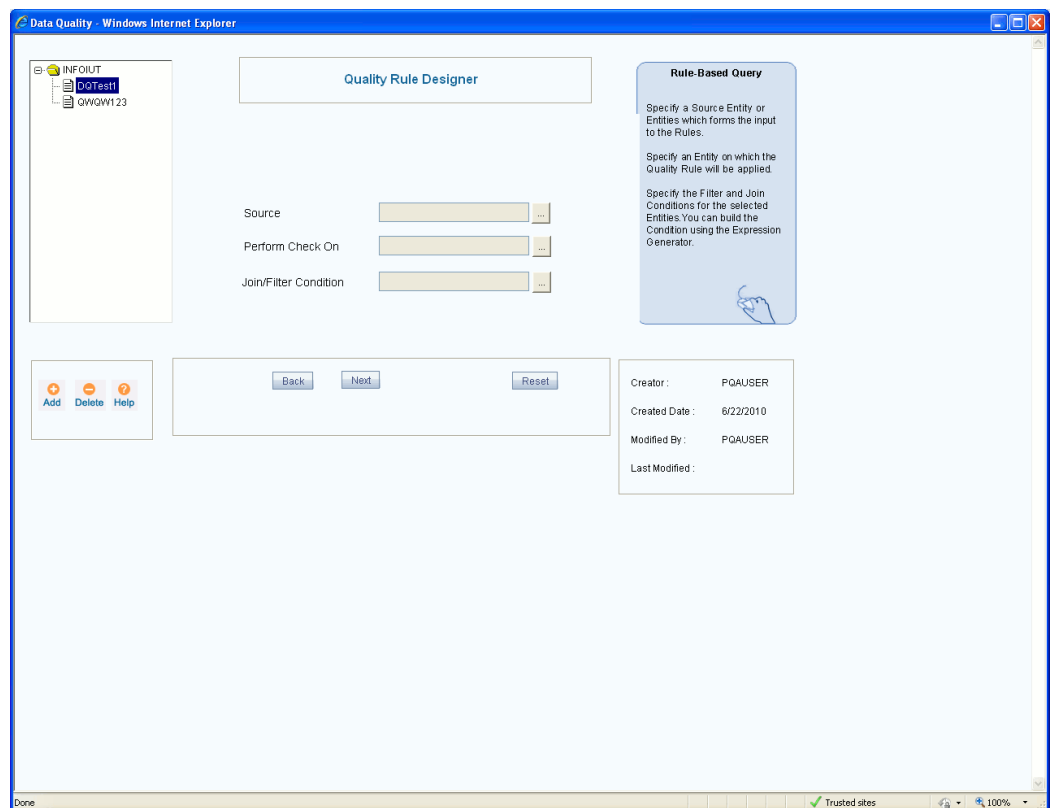 Data Quality - Windows Internet Explorer
INFOIUT
DQTest1
QWQW123
Quality Rule Designer
Rule-Based Query
Specify a Source Entity or
Entities which forms the input
to the Rules.
Specify an Entity on which the
Quality Rule will be applied.
Specify the Filter and Join
Conditions for the selected
Entities.You can build the
Condition using the Expression
Generator.
Source
...
Perform Check On
...
Join/Filter Condition
...
Add
Delete
Help
Back
Next
Reset
Creator : PQAUSER
Created Date : 6/22/2010
Modified By : PQAUSER
Last Modified :
Done
Trusted sites
100%